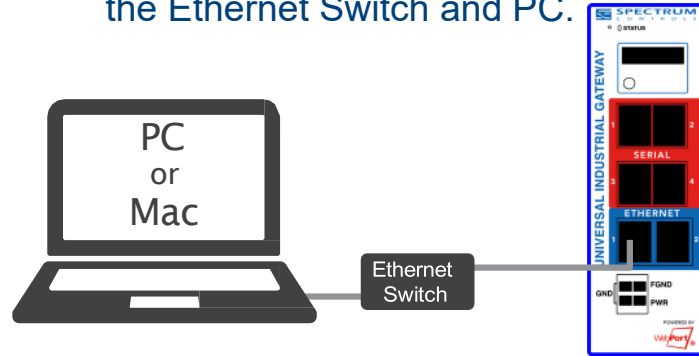 the Ethernet Switch and PC.
SPECTRUM
CONTROLS
STATUS
UNIVERSAL INDUSTRIAL GATEWAY
1 2
SERIAL
3 4
ETHERNET
1 2
GND FGND
PWR
POWERED BY
WebPort
PC
or
Mac
Ethernet
Switch